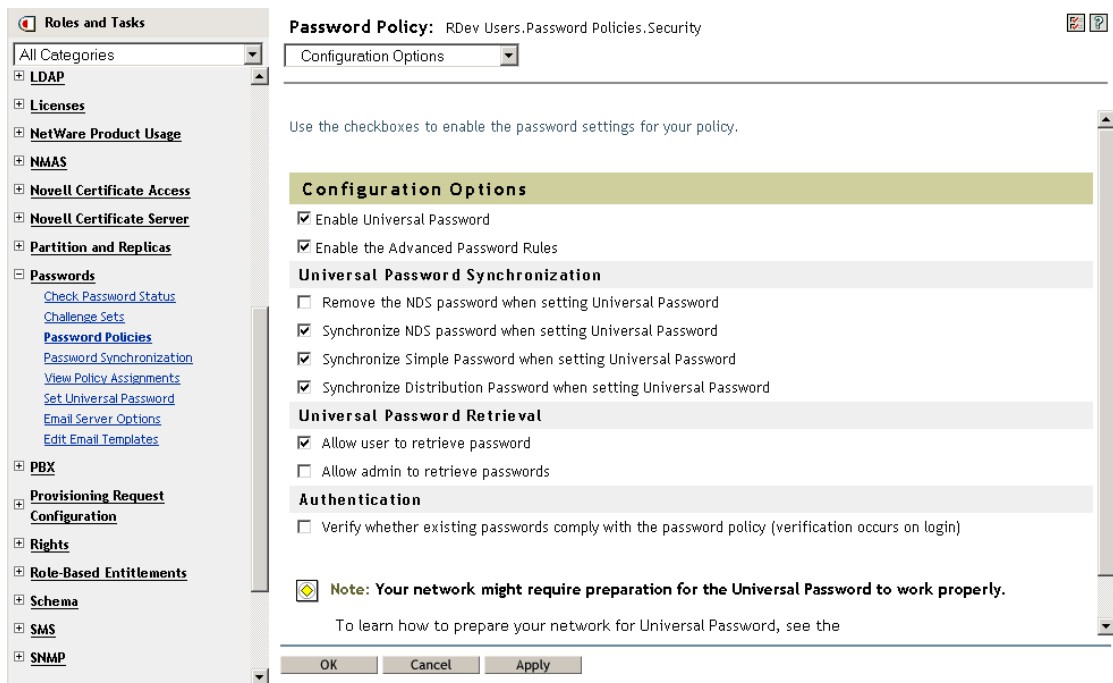 Roles and Tasks
All Categories
LDAP
Licenses
NetWare Product Usage
NMAS
Novell Certificate Access
Novell Certificate Server
Partition and Replicas
Passwords
Check Password Status
Challenge Sets
Password Policies
Password Synchronization
View Policy Assignments
Set Universal Password
Email Server Options
Edit Email Templates
PBX
Provisioning Request
Configuration
Rights
Role-Based Entitlements
Schema
SMS
SNMP
Password Policy: RDev Users.Password Policies.Security
Configuration Options
Use the checkboxes to enable the password settings for your policy.
Configuration Options
Enable Universal Password
Enable the Advanced Password Rules
Universal Password Synchronization
Remove the NDS password when setting Universal Password
Synchronize NDS password when setting Universal Password
Synchronize Simple Password when setting Universal Password
Synchronize Distribution Password when setting Universal Password
Universal Password Retrieval
Allow user to retrieve password
Allow admin to retrieve passwords
Authentication
Verify whether existing passwords comply with the password policy (verification occurs on login)
Note: Your network might require preparation for the Universal Password to work properly.
To learn how to prepare your network for Universal Password, see the
OK Cancel Apply